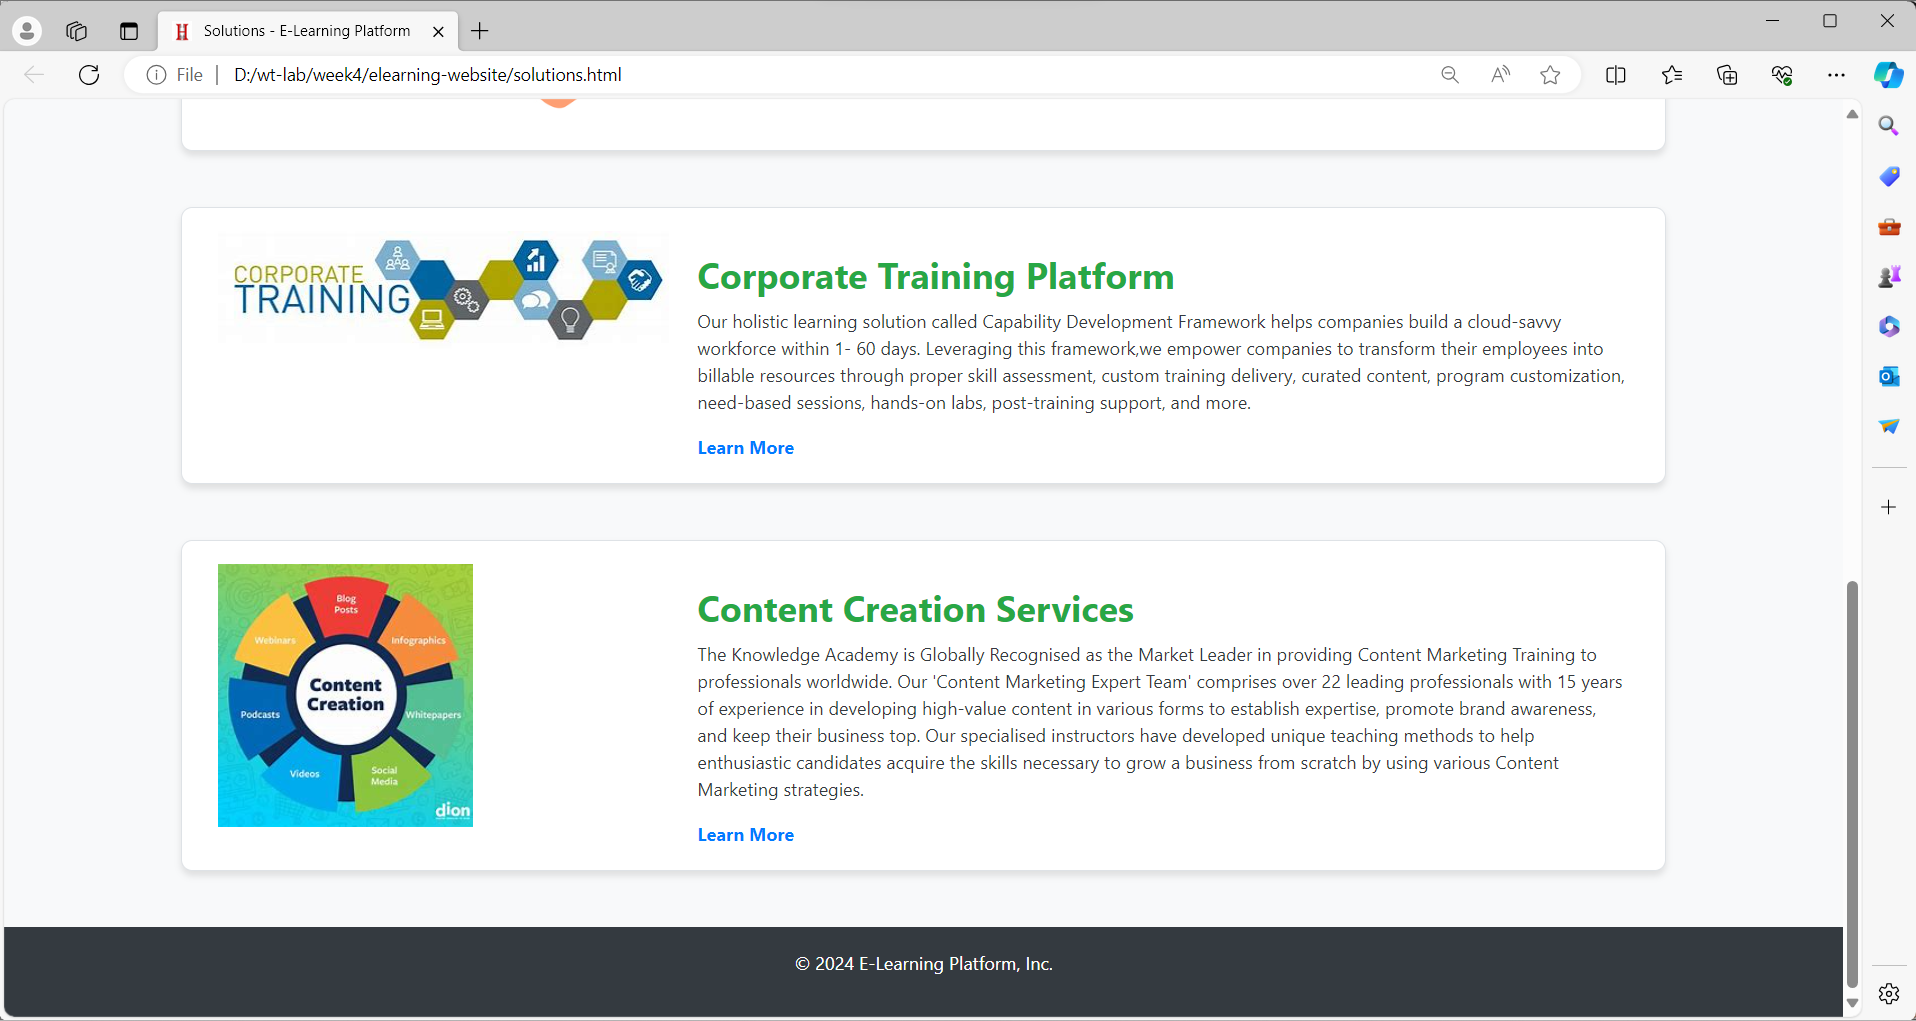 Solutions - E-Learning Platform
File
D:/wt-lab/week4/elearning-website/solutions.html
CORPORATE
TRAINING
Corporate Training Platform
Our holistic learning solution called Capability Development Framework helps companies build a cloud-savvy
workforce within 1- 60 days. Leveraging this framework,we empower companies to transform their employees into
billable resources through proper skill assessment, custom training delivery, curated content, program customization,
need-based sessions, hands-on labs, post-training support, and more.
Learn More
Blog
Posts
Webinars
Infographics
Content
Creation
Podcasts
Whitepapers
Videos
Social
Media
dion
Content Creation Services
The Knowledge Academy is Globally Recognised as the Market Leader in providing Content Marketing Training to
professionals worldwide. Our 'Content Marketing Expert Team' comprises over 22 leading professionals with 15 years
of experience in developing high-value content in various forms to establish expertise, promote brand awareness,
and keep their business top. Our specialised instructors have developed unique teaching methods to help
enthusiastic candidates acquire the skills necessary to grow a business from scratch by using various Content
Marketing strategies.
Learn More
© 2024 E-Learning Platform, Inc.